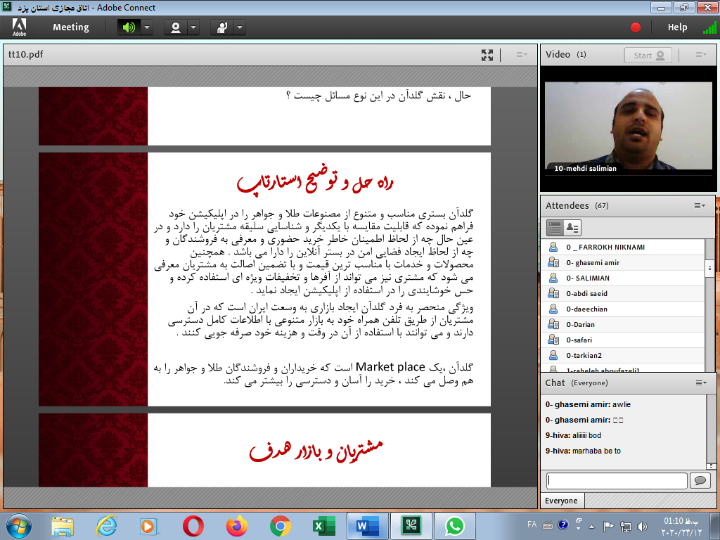 اتاق مجازی استان یزد - Adobe Connect
Adobe
Meeting
Help
tt10.pdf
حال ، نقش گلدآن در این نوع مسائل چیست ؟
راه حل و توضیح استارتاپ
گلدآن بستری مناسب و متنوع از مصنوعات طلا و جواهر را در اپلیکیشن خود
فراهم نموده که قابلیت مقایسه با یکدیگر و شناسایی سلیقه مشتریان را دارد و در
عین حال چه از لحاظ اطمینان خاطر خرید حضوری و معرفی به فروشندگان و
چه از لحاظ ایجاد فضایی امن در بستر آنلاین را دارا می باشد . همچنین
محصولات و خدمات با مناسب ترین قیمت و با تضمین اصالت به مشتریان معرفی
می شود که مشتری نیز می تواند از آفرها و تخفیفات ویژه ای استفاده کرده و
حس خوشایندی را در استفاده از اپلیکیشن ایجاد نماید .
ویژگی منحصر به فرد گلدآن ایجاد بازاری به وسعت ایران است که در آن
مشتریان از طریق تلفن همراه خود به بازار متنوعی با اطلاعات کامل دسترسی
دارند و می توانند با استفاده از آن در وقت و هزینه خود صرفه جویی کنند .
گلدآن ،یک Market place است که خریداران و فروشندگان طلا و جواهر را به
هم وصل می کند ، خرید را آسان و دسترسی را بیشتر می کند.
مشتریان و بازار هدف
Video (1)
Start
10-mehdi salimian
Attendees (67)
0 _ FARROKH NIKNAMI
0- ghasemi amir
0- SALIMIAN
0-abdi saeid
0-daeechian
0-Darian
0-safari
0-tarkian2
Chat (Everyone)
0- ghasemi amir: awlie
0- ghasemi amir:
9-hiva: aliiii bod
9-hiva: marhaba be to
Everyone
FA
01:10 ب.ظ